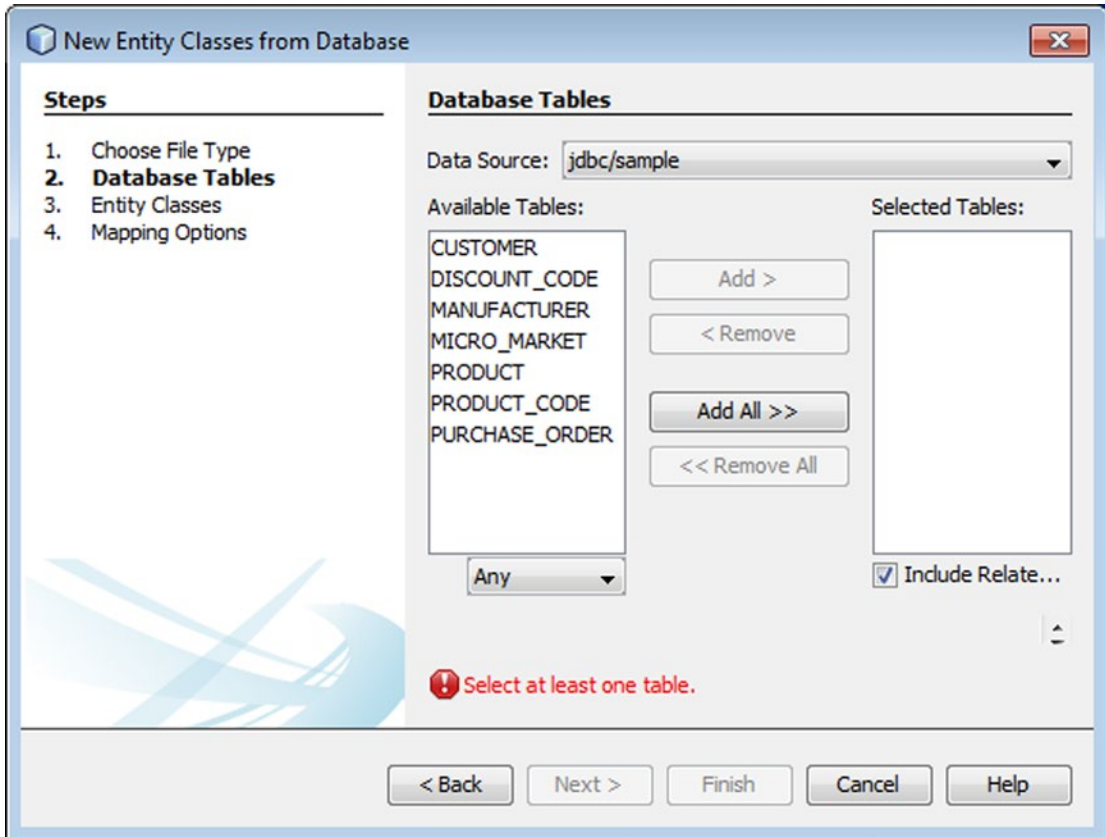 New Entity Classes from Database
Steps
1. Choose File Type
2. Database Tables
3. Entity Classes
4. Mapping Options
Database Tables
Data Source: jdbc/sample
Available Tables:
CUSTOMER
DISCOUNT_CODE
MANUFACTURER
MICRO_MARKET
PRODUCT
PRODUCT_CODE
PURCHASE_ORDER
Any
Add >
< Remove
Add All >>
<< Remove All
Selected Tables:
Include Relate...
Select at least one table.
< Back Next > Finish Cancel Help